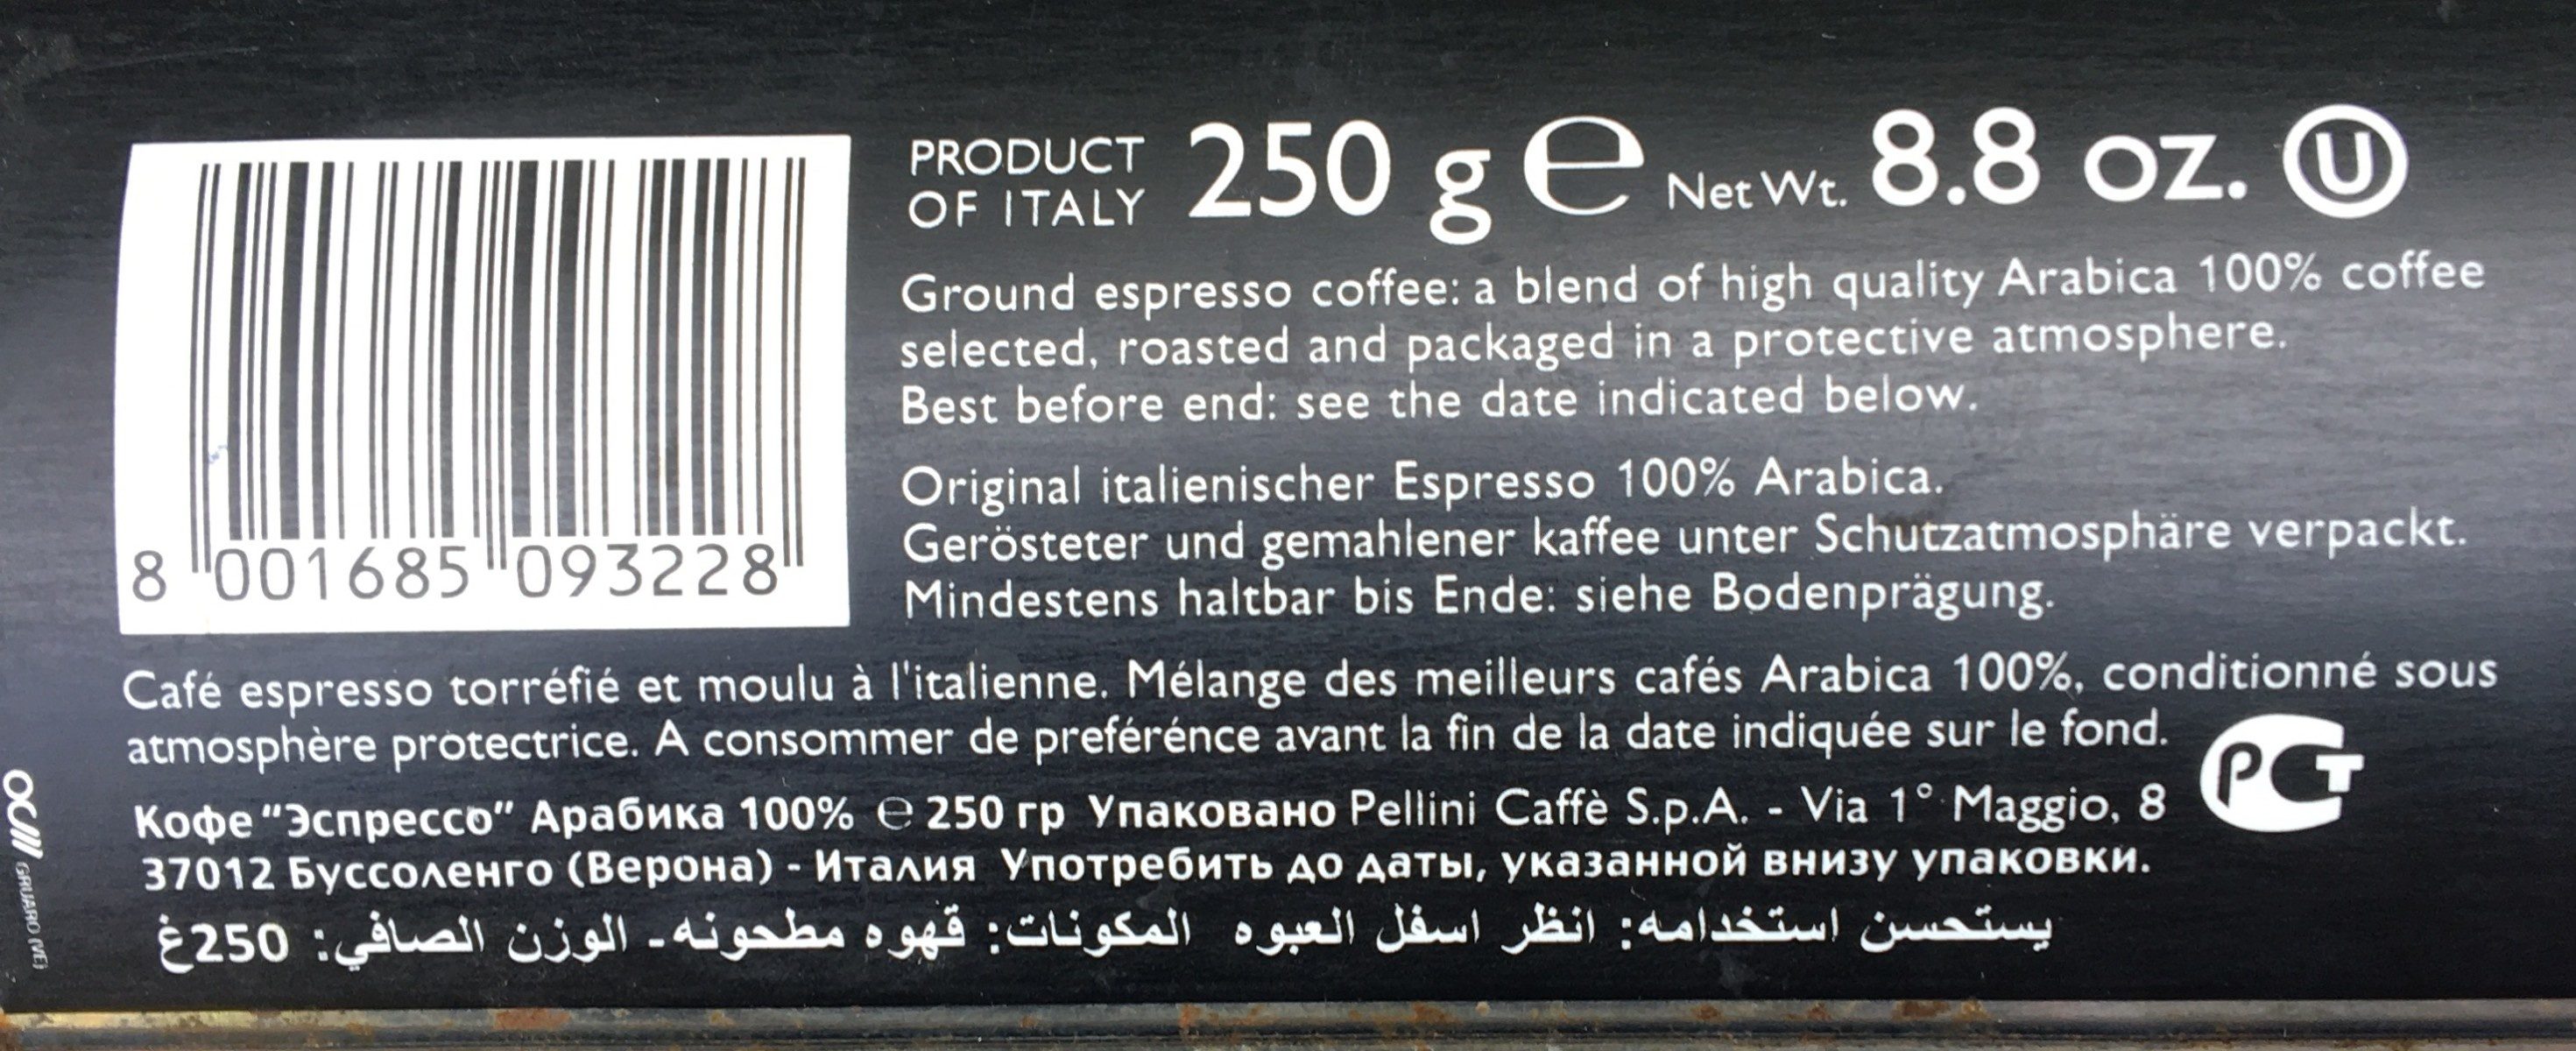 PRODUCT
OF ITALY
250 g ℮ Net Wt. 8.8 oz. Ⓤ
Ground espresso coffee: a blend of high quality Arabica 100% coffee
selected, roasted and packaged in a protective atmosphere.
Best before end: see the date indicated below.
Original italienischer Espresso 100% Arabica.
Gerösteter und gemahlener kaffee unter Schutzatmosphäre verpackt.
Mindestens haltbar bis Ende: siehe Bodenprägung.
8 001685 093228
Café espresso torréfié et moulu à l'italienne. Mélange des meilleurs cafés Arabica 100%, conditionné sous
atmosphère protectrice. A consommer de preférénce avant la fin de la date indiquée sur le fond.
РСТ
Кофе "Эспрессо" Арабика 100% ℮ 250 гр Упаковано Pellini Caffè S.p.A. - Via 1° Maggio, 8
37012 Буссоленго (Верона) - Италия Употребить до даты, указанной внизу упаковки.
يستحسن استخدامه: انظر اسفل العبوه المكونات: قهوه مطحونه- الوزن الصافي: 250غ
GRUARO (VE)